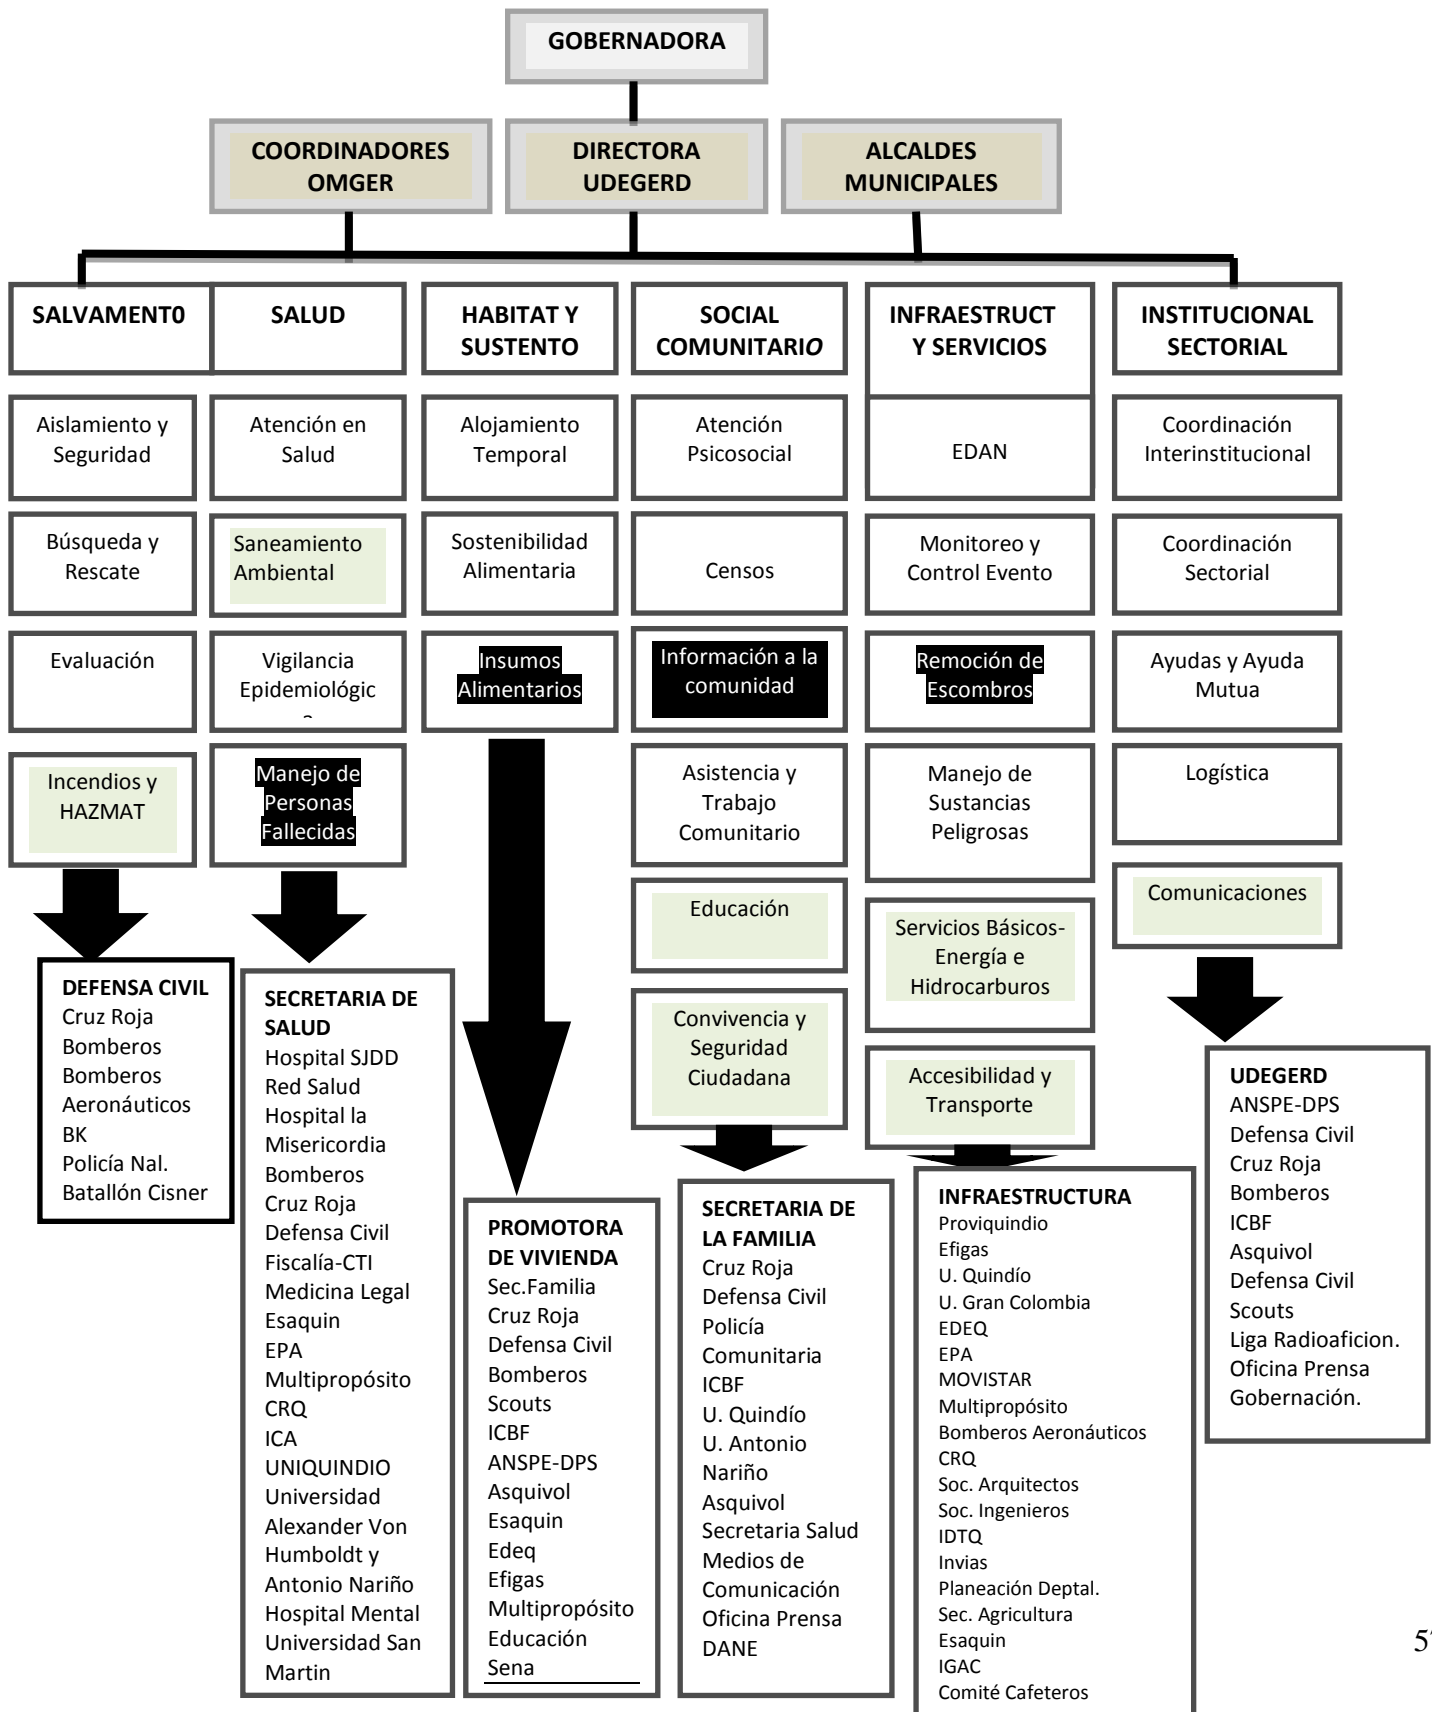 GOBERNADORA
COORDINADORES
OMGER
DIRECTORA
UDEGERD
ALCALDES
MUNICIPALES
SALVAMENT0
SALUD
HABITAT Y
SUSTENTO
SOCIAL
COMUNITARIO
INFRAESTRUCT
Y SERVICIOS
INSTITUCIONAL
SECTORIAL
Aislamiento y
Seguridad
Atención en
Salud
Alojamiento
Temporal
Atención
Psicosocial
EDAN
Coordinación
Interinstitucional
Búsqueda y
Rescate
Saneamiento
Ambiental
Sostenibilidad
Alimentaria
Censos
Monitoreo y
Control Evento
Coordinación
Sectorial
Evaluación
Vigilancia
Epidemiológic
Insumos
Alimentarios
Información a la
comunidad
Remoción de
Escombros
Ayudas y Ayuda
Mutua
Incendios y
HAZMAT
Manejo de
Personas
Fallecidas
Asistencia y
Trabajo
Comunitario
Manejo de
Sustancias
Peligrosas
Logística
Educación
Servicios Básicos-
Energía e
Hidrocarburos
Comunicaciones
Convivencia y
Seguridad
Ciudadana
Accesibilidad y
Transporte
DEFENSA CIVIL
Cruz Roja
Bomberos
Bomberos
Aeronáuticos
BK
Policía Nal.
Batallón Cisner
SECRETARIA DE
SALUD
Hospital SJDD
Red Salud
Hospital la
Misericordia
Bomberos
Cruz Roja
Defensa Civil
Fiscalía-CTI
Medicina Legal
Esaquin
EPA
Multipropósito
CRQ
ICA
UNIQUINDIO
Universidad
Alexander Von
Humboldt y
Antonio Nariño
Hospital Mental
Universidad San
Martin
PROMOTORA
DE VIVIENDA
Sec.Familia
Cruz Roja
Defensa Civil
Bomberos
Scouts
ICBF
ANSPE-DPS
Asquivol
Esaquin
Edeq
Efigas
Multipropósito
Educación
Sena
SECRETARIA DE
LA FAMILIA
Cruz Roja
Defensa Civil
Policía
Comunitaria
ICBF
U. Quindío
U. Antonio
Nariño
Asquivol
Secretaria Salud
Medios de
Comunicación
Oficina Prensa
DANE
INFRAESTRUCTURA
Proviquindio
Efigas
U. Quindío
U. Gran Colombia
EDEQ
EPA
MOVISTAR
Multipropósito
Bomberos Aeronáuticos
CRQ
Soc. Arquitectos
Soc. Ingenieros
IDTQ
Invias
Planeación Deptal.
Sec. Agricultura
Esaquin
IGAC
Comité Cafeteros
UDEGERD
ANSPE-DPS
Defensa Civil
Cruz Roja
Bomberos
ICBF
Asquivol
Defensa Civil
Scouts
Liga Radioaficion.
Oficina Prensa
Gobernación.